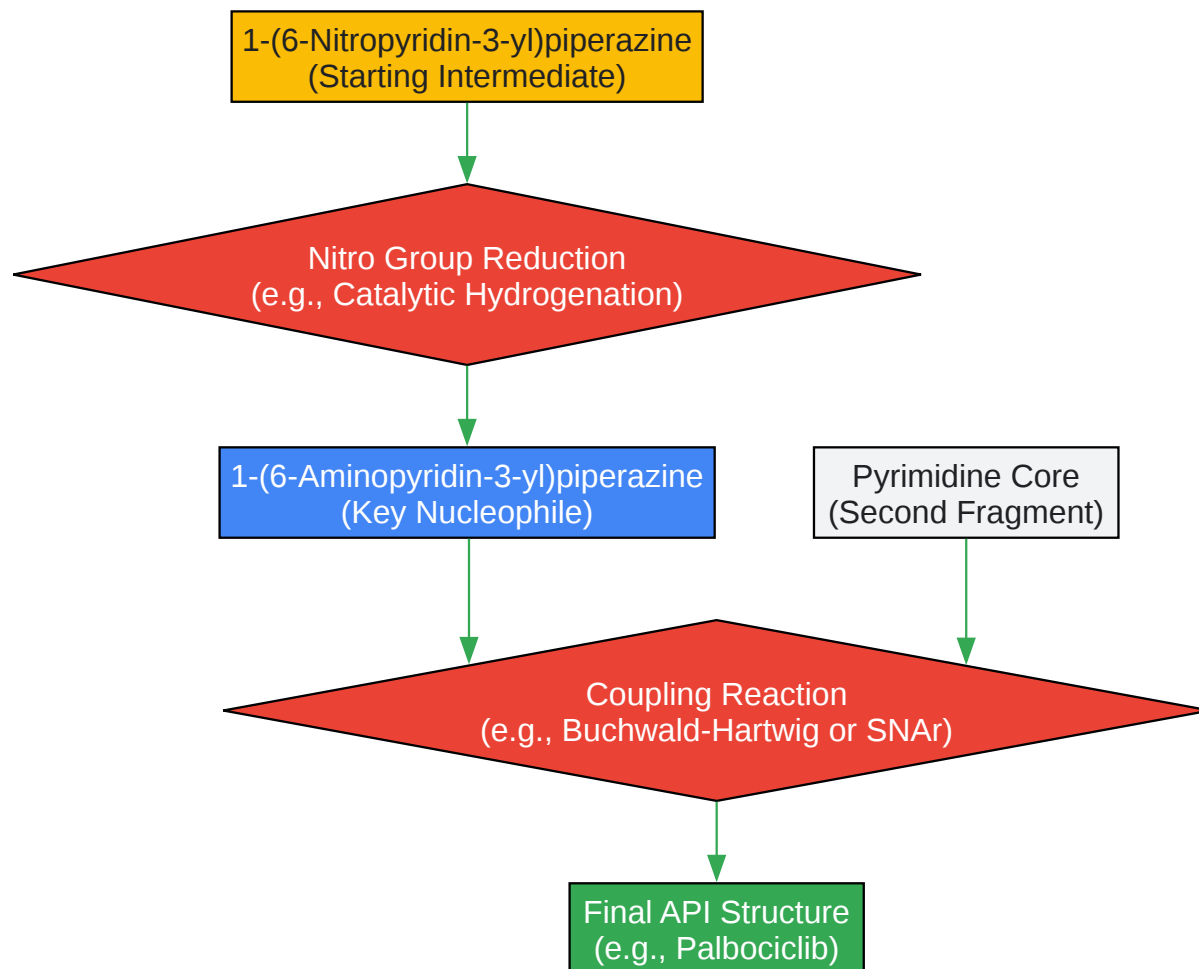 1-(6-Nitropyridin-3-yl)piperazine
(Starting Intermediate)
Nitro Group Reduction
(e.g., Catalytic Hydrogenation)
1-(6-Aminopyridin-3-yl)piperazine
(Key Nucleophile)
Pyrimidine Core
(Second Fragment)
Coupling Reaction
(e.g., Buchwald-Hartwig or SNAr)
Final API Structure
(e.g., Palbociclib)